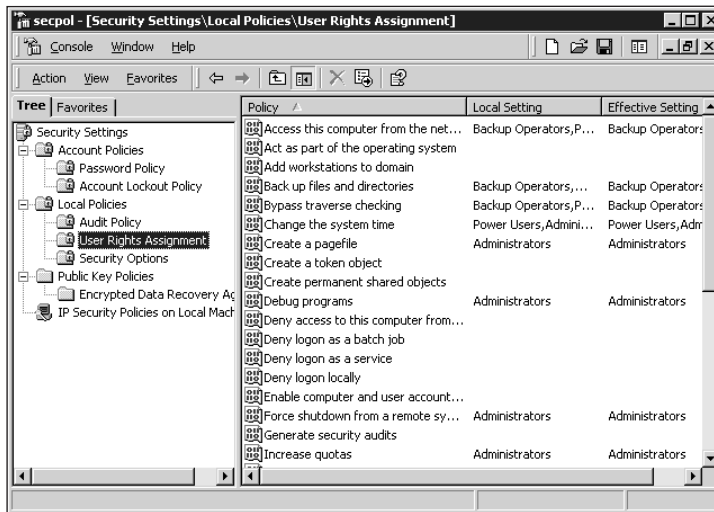 secpol - [Security Settings\Local Policies\User Rights Assignment]
Console Window Help
Action View Favorites
Tree Favorites
Security Settings
Account Policies
Password Policy
Account Lockout Policy
Local Policies
Audit Policy
User Rights Assignment
Security Options
Public Key Policies
Encrypted Data Recovery Ag
IP Security Policies on Local Mach
Policy Local Setting Effective Setting
Access this computer from the net... Backup Operators,P... Backup Operators
Act as part of the operating system
Add workstations to domain
Back up files and directories Backup Operators,... Backup Operators
Bypass traverse checking Backup Operators,P... Backup Operators
Change the system time Power Users,Admini... Power Users,Adm
Create a pagefile Administrators Administrators
Create a token object
Create permanent shared objects
Debug programs Administrators Administrators
Deny access to this computer from...
Deny logon as a batch job
Deny logon as a service
Deny logon locally
Enable computer and user account...
Force shutdown from a remote sy... Administrators Administrators
Generate security audits
Increase quotas Administrators Administrators